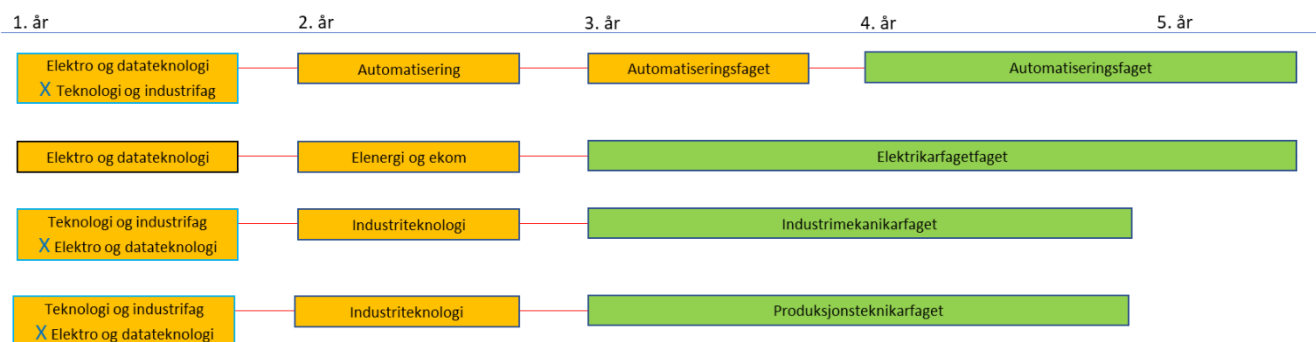 1. år 2. år 3. år 4. år 5. år
Elektro og datateknologi
X Teknologi og industrifag
Automatisering
Automatiseringsfaget
Automatiseringsfaget
Elektro og datateknologi
Elenergi og ekom
Elektrikarfagetfaget
Teknologi og industrifag
X Elektro og datateknologi
Industriteknologi
Industrimekanikarfaget
Teknologi og industrifag
X Elektro og datateknologi
Industriteknologi
Produksjonsteknikarfaget